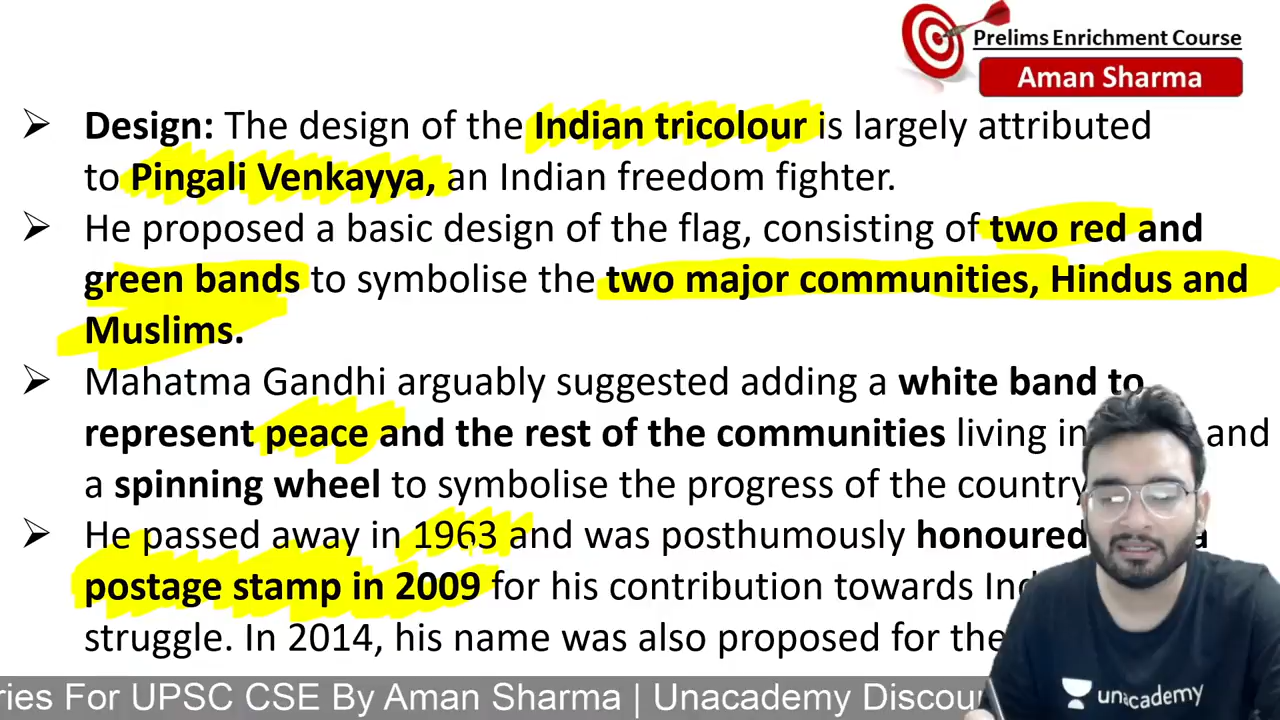 Prelims Enrichment Course
Aman Sharma
➢ Design: The design of the Indian tricolour is largely attributed
to Pingali Venkayya, an Indian freedom fighter.
➢ He proposed a basic design of the flag, consisting of two red and
green bands to symbolise the two major communities, Hindus and
Muslims.
➢ Mahatma Gandhi arguably suggested adding a white band to
represent peace and the rest of the communities living in and
a spinning wheel to symbolise the progress of the country
➢ He passed away in 1963 and was posthumously honoured a
postage stamp in 2009 for his contribution towards
struggle. In 2014, his name was also proposed for the
ries For UPSC CSE By Aman Sharma | Unacademy Discou
unacademy